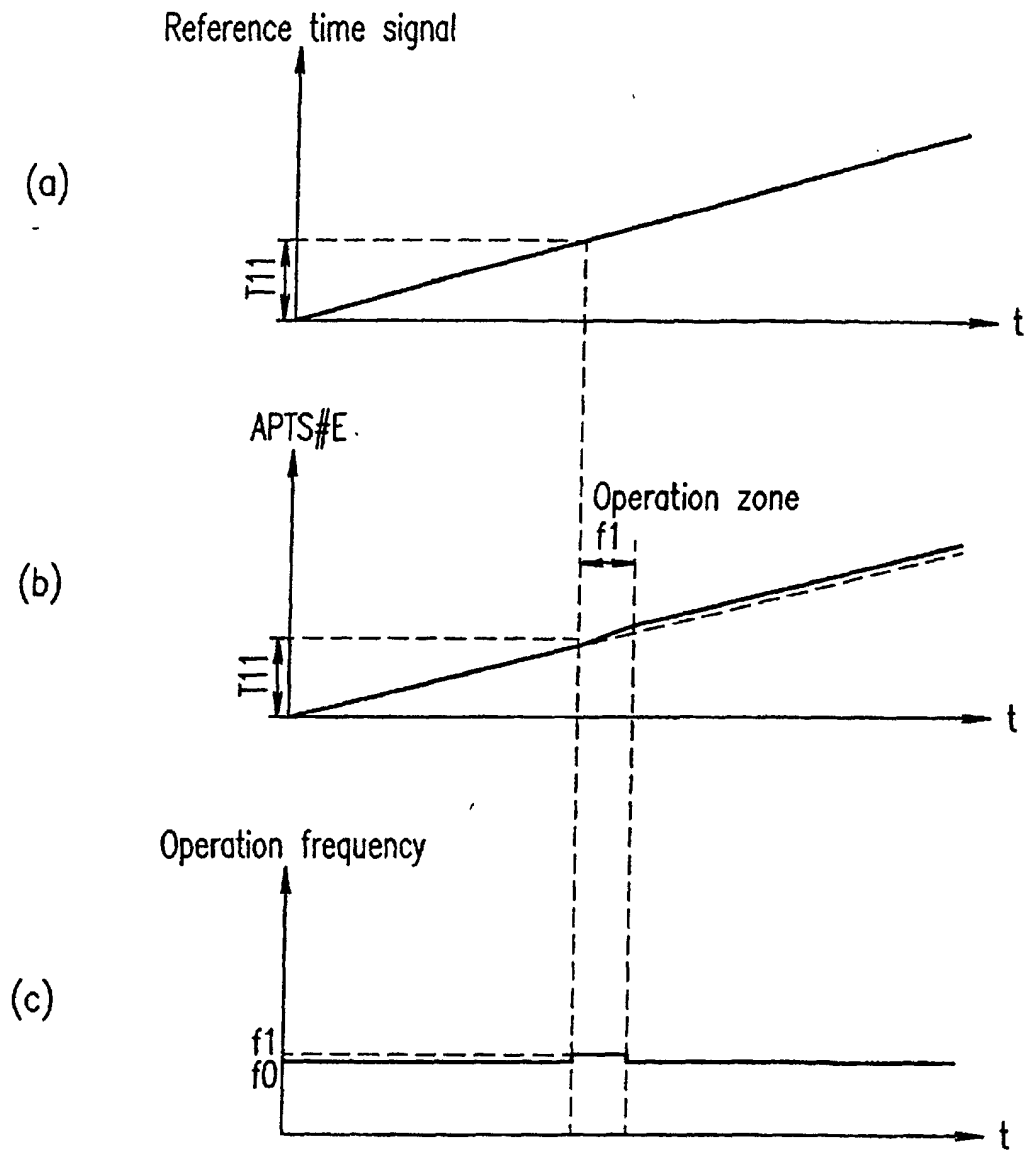 Reference time signal
(a)
T11
t
APTS#E
Operation zone
f1
(b)
T11
t
Operation frequency
(c)
f1
f0
t